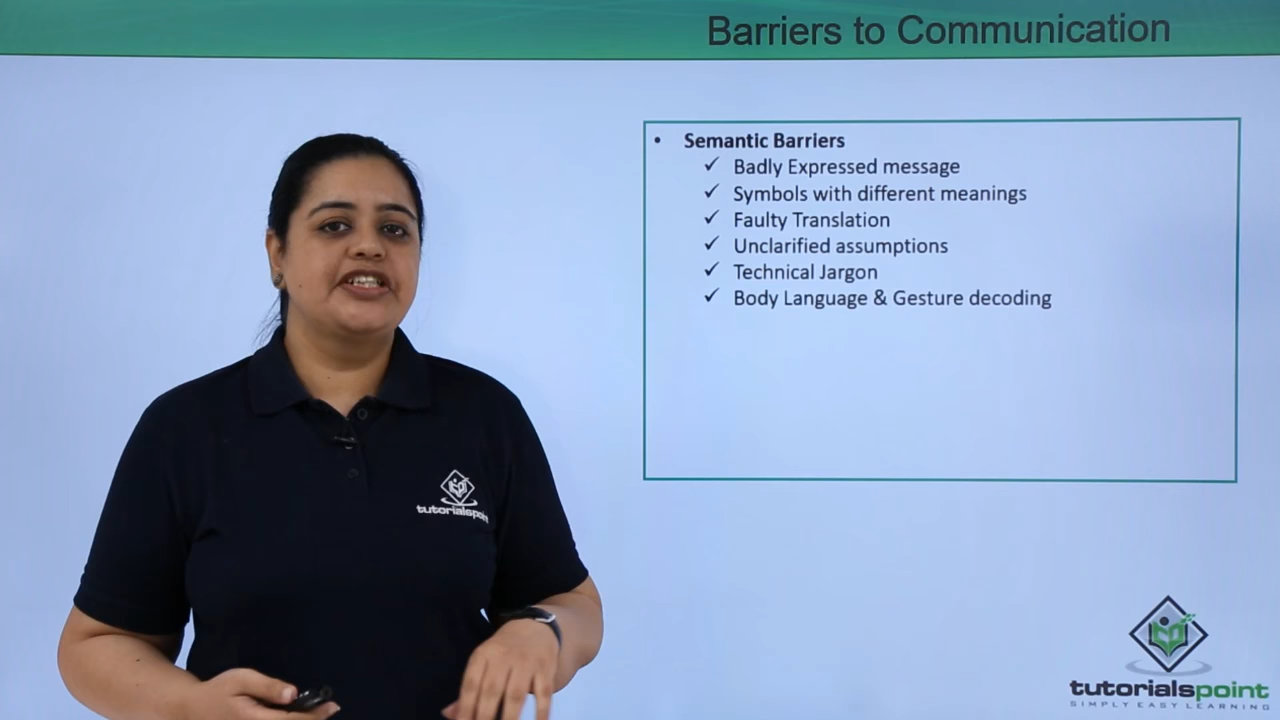 Barriers to Communication
• Semantic Barriers
✓ Badly Expressed message
✓ Symbols with different meanings
✓ Faulty Translation
✓ Unclarified assumptions
✓ Technical Jargon
✓ Body Language & Gesture decoding
tutorialspoint
tutorialspoint
SIMPLY EASY LEARNING